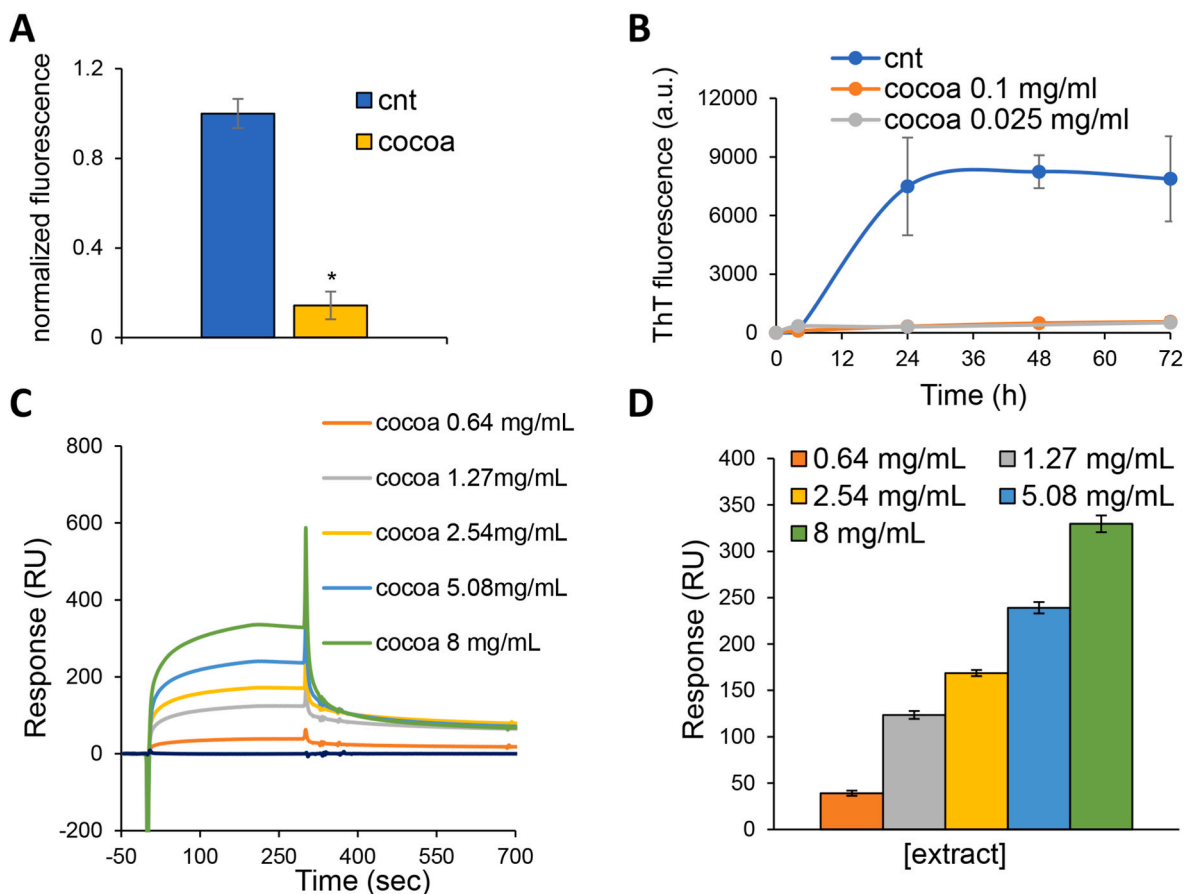 A
normalized fluorescence
1.2
0.8
0.4
0
cnt
cocoa
*
B
cnt
cocoa 0.1 mg/ml
cocoa 0.025 mg/ml
ThT fluorescence (a.u.)
12000
9000
6000
3000
0
0 12 24 36 48 60 72
Time (h)
C
cocoa 0.64 mg/mL
cocoa 1.27mg/mL
cocoa 2.54mg/mL
cocoa 5.08mg/mL
cocoa 8 mg/mL
Response (RU)
800
600
400
200
0
-200
-50 100 250 400 550 700
Time (sec)
D
0.64 mg/mL 1.27 mg/mL
2.54 mg/mL 5.08 mg/mL
8 mg/mL
Response (RU)
400
350
300
250
200
150
100
50
0
[extract]